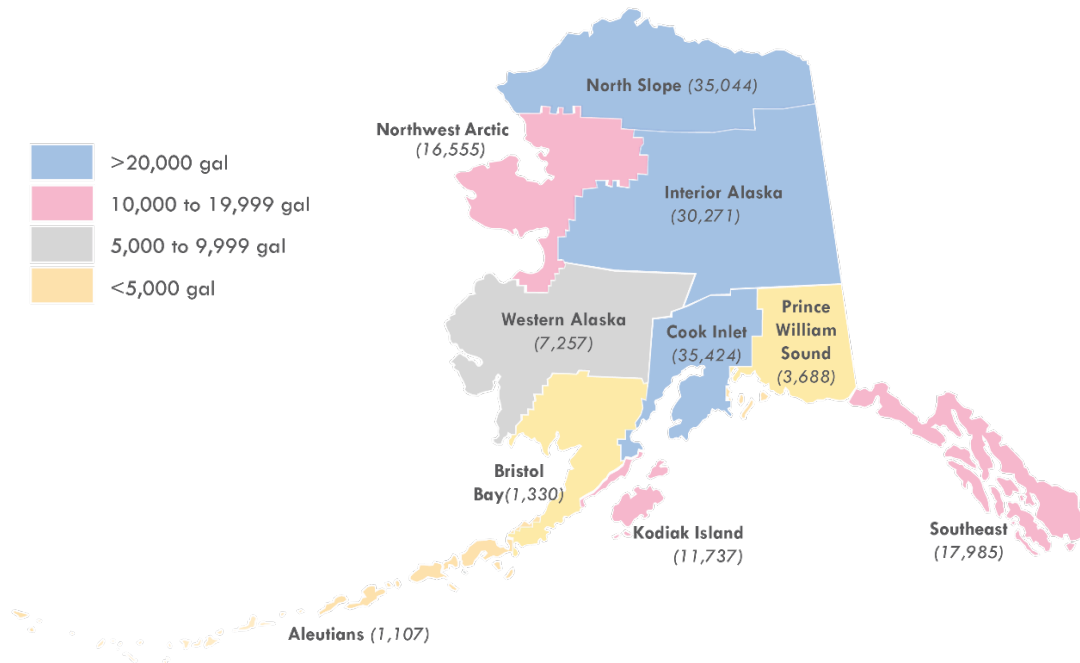 North Slope (35,044)
Northwest Arctic
(16,555)
>20,000 gal
10,000 to 19,999 gal
5,000 to 9,999 gal
<5,000 gal
Interior Alaska
(30,271)
Western Alaska
(7,257)
Cook Inlet
(35,424)
Prince
William
Sound
(3,688)
Bristol
Bay(1,330)
Kodiak Island
(11,737)
Southeast
(17,985)
Aleutians (1,107)